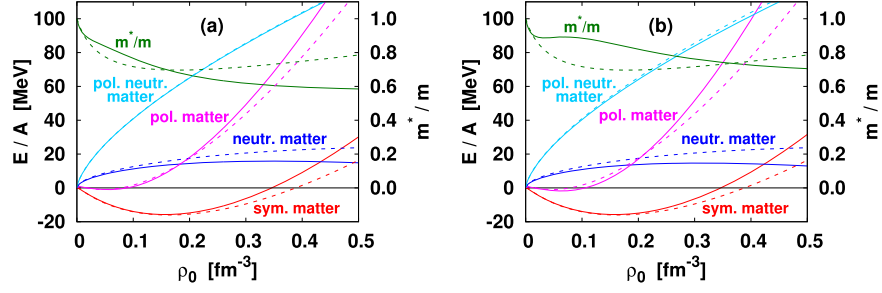 (a)
m*/m
pol. neutr.
matter
pol. matter
neutr. matter
sym. matter
E / A [MeV]
100
80
60
40
20
0
-20
1.0
0.8
0.6
0.4
0.2
0.0
m* / m
0 0.1 0.2 0.3 0.4 0.5
ρ0 [fm-3]
(b)
m*/m
pol. neutr.
matter
pol. matter
neutr. matter
sym. matter
E / A [MeV]
100
80
60
40
20
0
-20
1.0
0.8
0.6
0.4
0.2
0.0
m* / m
0 0.1 0.2 0.3 0.4 0.5
ρ0 [fm-3]